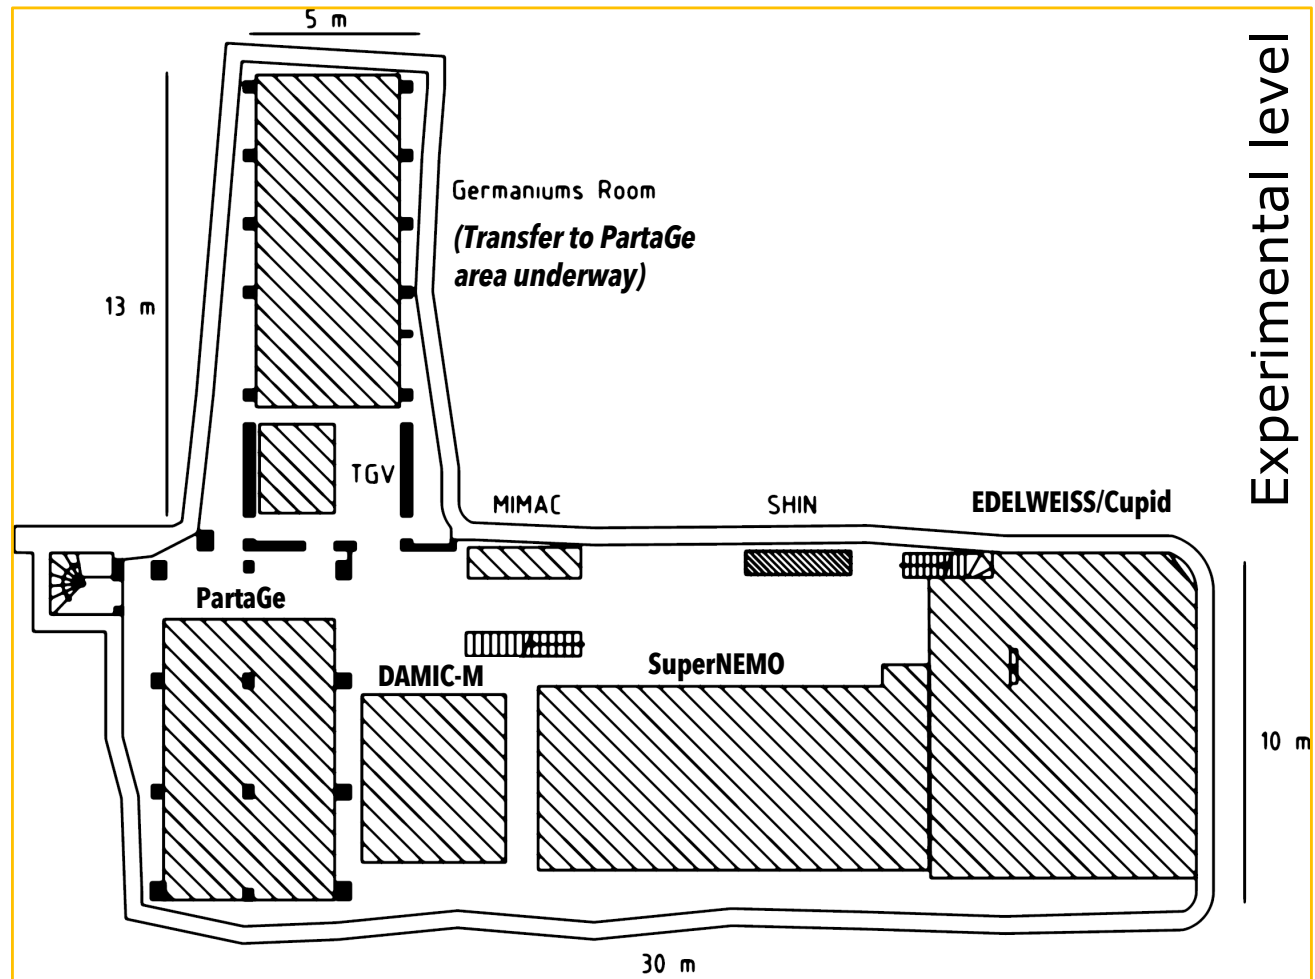 5 m
Germaniums Room
(Transfer to PartaGe
area underway)
13 m
TGV
MIMAC
SHIN
EDELWEISS/Cupid
Experimental level
PartaGe
DAMIC-M
SuperNEMO
10 m
30 m